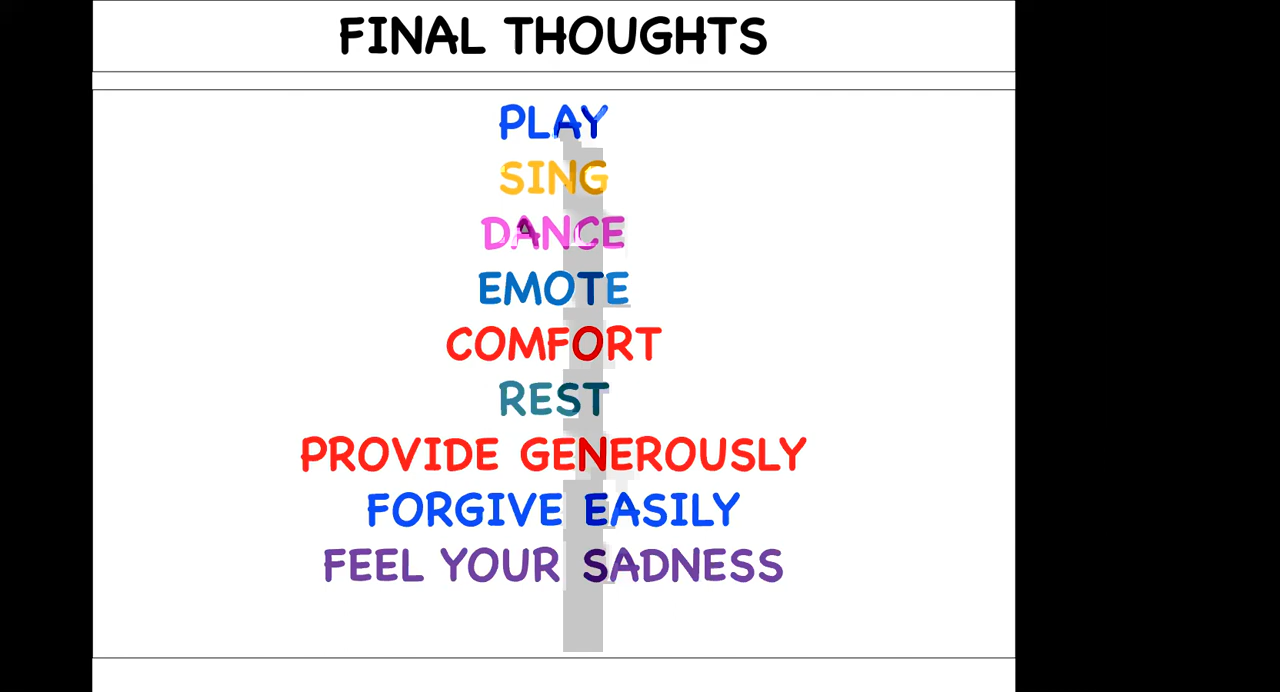 FINAL THOUGHTS
PLAY
SING
DANCE
EMOTE
COMFORT
REST
PROVIDE GENEROUSLY
FORGIVE EASILY
FEEL YOUR SADNESS